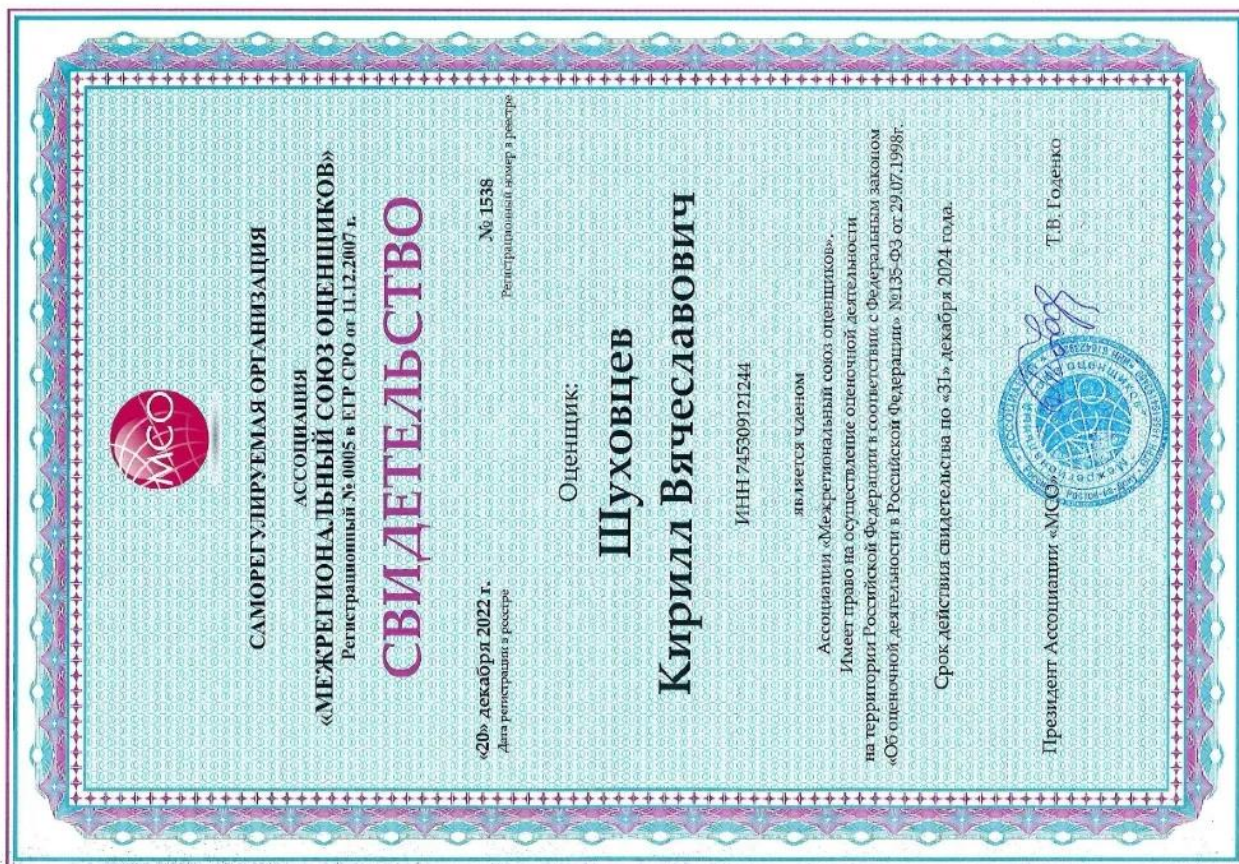 МСО
САМОРЕГУЛИРУЕМАЯ ОРГАНИЗАЦИЯ
АССОЦИАЦИЯ
«МЕЖРЕГИОНАЛЬНЫЙ СОЮЗ ОЦЕНЩИКОВ»
Регистрационный № 0005 в ЕГР СРО от 11.12.2007 г.
СВИДЕТЕЛЬСТВО
«20» декабря 2022 г. № 1538
Дата регистрации в реестре Регистрационный номер в реестре
Оценщик:
Шуховцев
Кирилл Вячеславович
ИНН 745309121244
является членом
Ассоциации «Межрегиональный союз оценщиков».
Имеет право на осуществление оценочной деятельности
на территории Российской Федерации в соответствии с Федеральным законом
«Об оценочной деятельности в Российской Федерации» №135-ФЗ от 29.07.1998г.
Срок действия свидетельства по «31» декабря 2024 года.
Президент Ассоциации «МСО» Т.В. Годенко